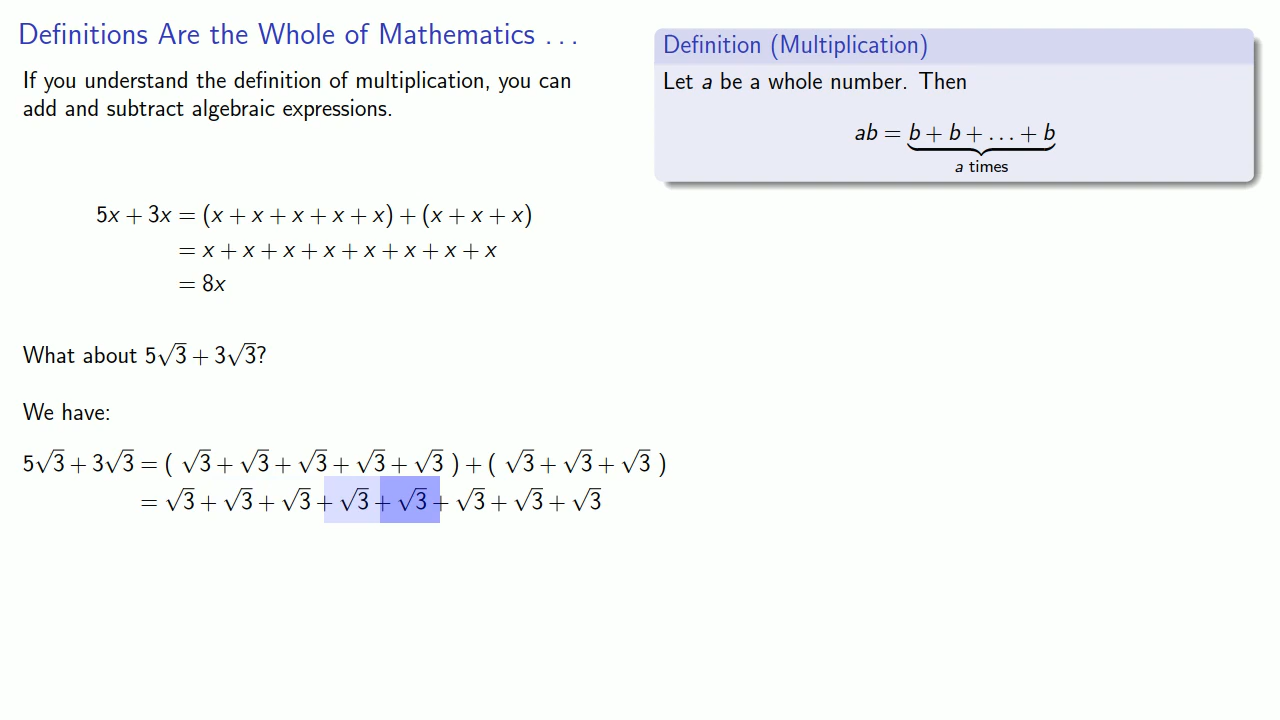 Definitions Are the Whole of Mathematics ...
If you understand the definition of multiplication, you can
add and subtract algebraic expressions.
Definition (Multiplication)
Let a be a whole number. Then
ab = b + b + ... + b
a times
5x + 3x = (x + x + x + x + x) + (x + x + x)
= x + x + x + x + x + x + x + x
= 8x
What about 5√3 + 3√3?
We have:
5√3 + 3√3 = ( √3 + √3 + √3 + √3 + √3 ) + ( √3 + √3 + √3 )
= √3 + √3 + √3 + √3 + √3 + √3 + √3 + √3